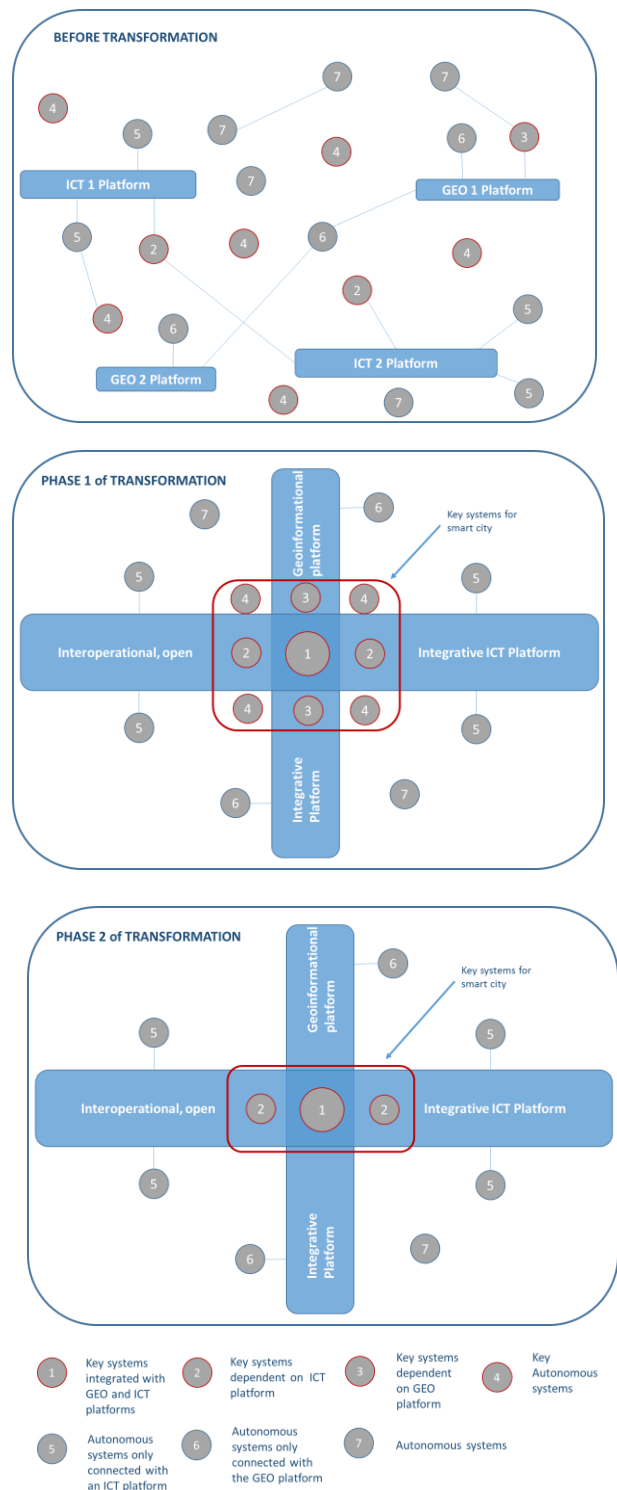 BEFORE TRANSFORMATION
7
7
4
7
5
6
3
4
ICT 1 Platform
7
GEO 1 Platform
5
2
4
6
4
2
4
6
5
ICT 2 Platform
GEO 2 Platform
4
7
5
PHASE 1 of TRANSFORMATION
Geoinformational
platform
6
7
Key systems for
smart city
5
5
4
3
4
Interoperational, open
2
1
2
Integrative ICT Platform
4
3
4
5
5
Integrative
Platform
6
7
PHASE 2 of TRANSFORMATION
Geoinformational
platform
6
Key systems for
smart city
5
5
Interoperational, open
2
1
2
Integrative ICT Platform
5
5
Integrative
Platform
6
7
1
Key systems
integrated with
GEO and ICT
platforms
2
Key systems
dependent on ICT
platform
3
Key systems
dependent
on GEO
platform
4
Key
Autonomous
systems
5
Autonomous
systems only
connected with
an ICT platform
6
Autonomous
systems only
connected with
the GEO platform
7
Autonomous systems